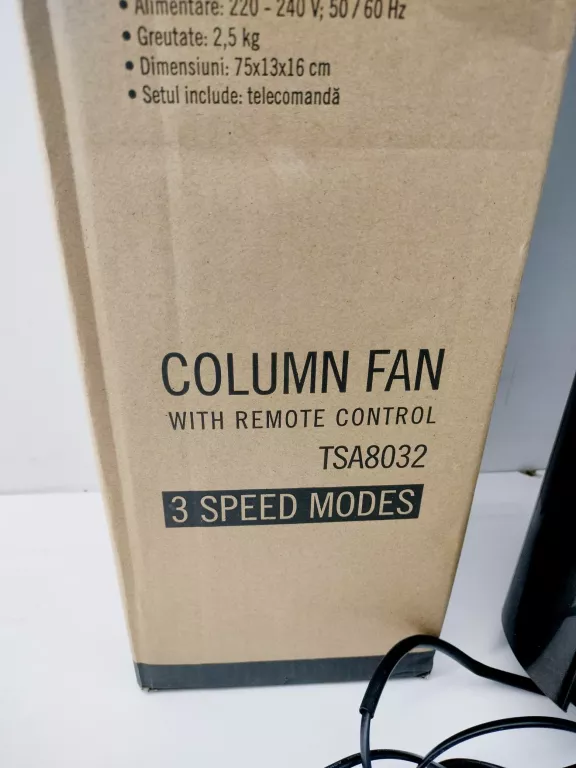 • Alimentare: 220 - 240 V; 50 / 60 Hz
• Greutate: 2,5 kg
• Dimensiuni: 75x13x16 cm
• Setul include: telecomandă
COLUMN FAN
WITH REMOTE CONTROL
TSA8032
3 SPEED MODES